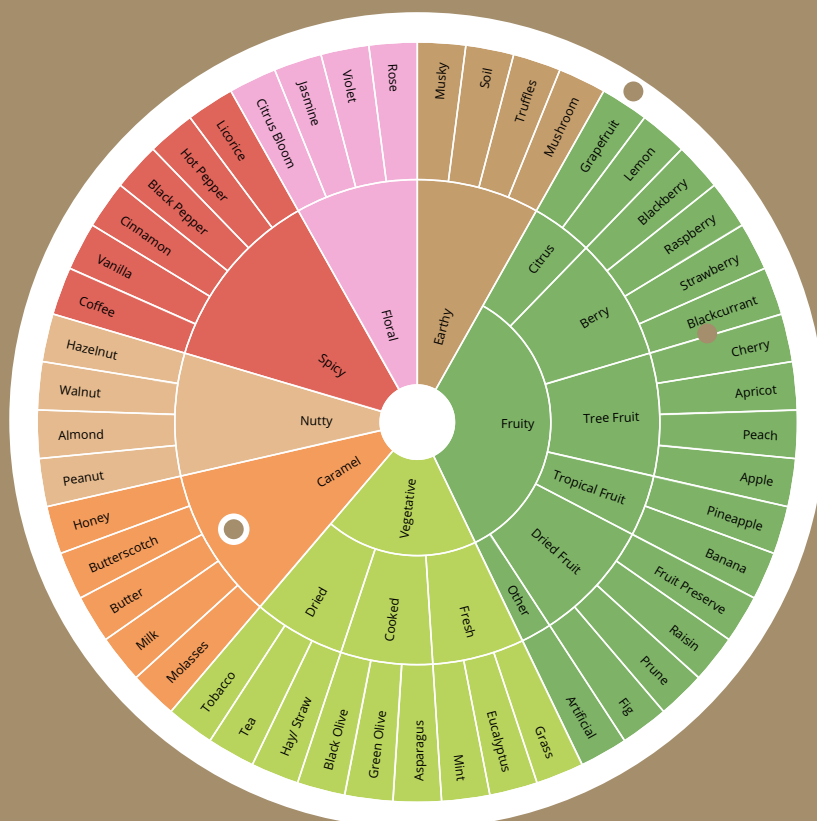 Musky
Soil
Truffles
Mushroom
Grapefruit
Lemon
Blackberry
Raspberry
Strawberry
Blackcurrant
Cherry
Apricot
Peach
Apple
Pineapple
Banana
Fruit Preserve
Raisin
Prune
Fig
Artificial
Grass
Eucalyptus
Mint
Asparagus
Green Olive
Black Olive
Hay/ Straw
Tea
Tobacco
Molasses
Milk
Butter
Butterscotch
Honey
Peanut
Almond
Walnut
Hazelnut
Coffee
Vanilla
Cinnamon
Black Pepper
Hot Pepper
Licorice
Citrus Bloom
Jasmine
Violet
Rose
Citrus
Berry
Tree Fruit
Tropical Fruit
Dried Fruit
Other
Fresh
Cooked
Dried
Earthy
Fruity
Vegetative
Caramel
Nutty
Spicy
Floral